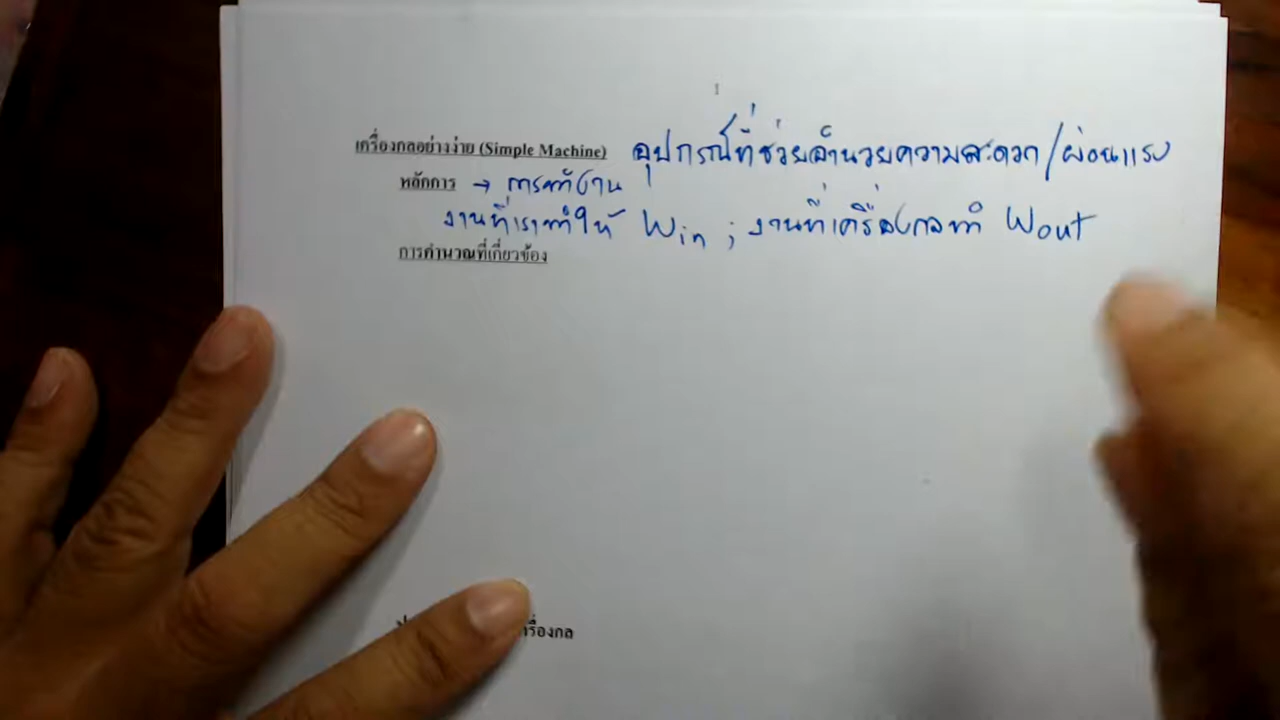 1
เครื่องกลอย่างง่าย (Simple Machine) อุปกรณ์ที่ช่วยอำนวยความสะดวก/ผ่อนแรง
หลักการ → การทำงาน
งานที่เราทำให้ Win ; งานที่เครื่องกลทำ Wout
การคำนวณที่เกี่ยวข้อง
รื่องกล